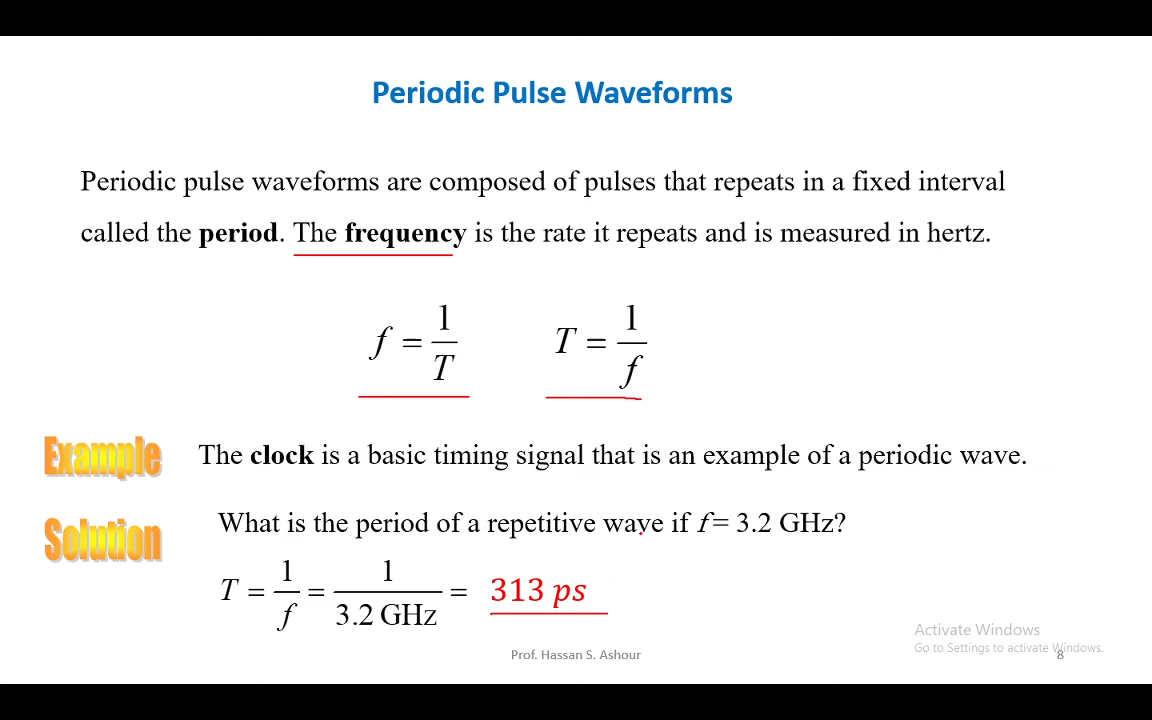 Periodic Pulse Waveforms
Periodic pulse waveforms are composed of pulses that repeats in a fixed interval
called the period. The frequency is the rate it repeats and is measured in hertz.
f = 1/T T = 1/f
Example The clock is a basic timing signal that is an example of a periodic wave.
Solution What is the period of a repetitive wave if f = 3.2 GHz?
T = 1/f = 1/3.2 GHz = 313 ps
Activate Windows
Go to Settings to activate Windows.
Prof. Hassan S. Ashour 8